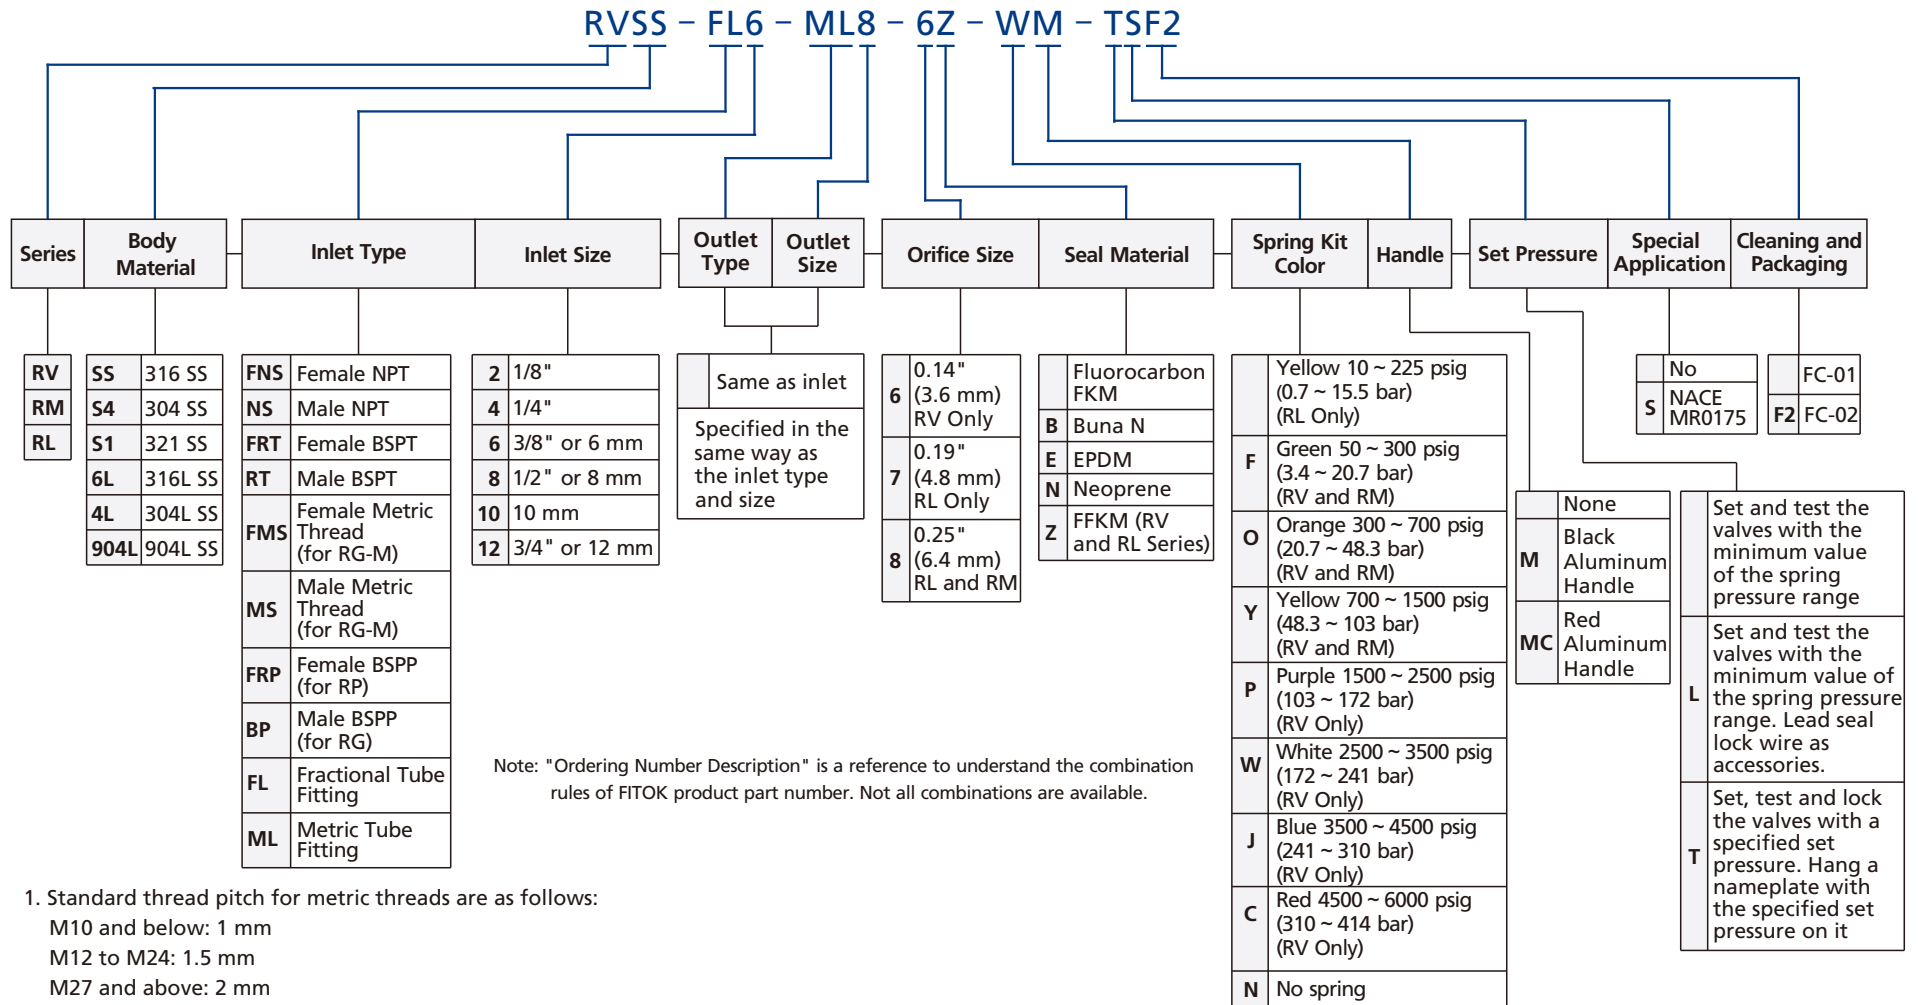 RVSS – FL6 – ML8 – 6Z – WM – TSF2
Series
Body
Material
Inlet Type
Inlet Size
Outlet
Type
Outlet
Size
Orifice Size
Seal Material
Spring Kit
Color
Handle
Set Pressure
Special
Application
Cleaning and
Packaging
RV
RM
RL
SS 316 SS
S4 304 SS
S1 321 SS
6L 316L SS
4L 304L SS
904L 904L SS
FNS Female NPT
NS Male NPT
FRT Female BSPT
RT Male BSPT
FMS Female Metric
Thread
(for RG-M)
MS Male Metric
Thread
(for RG-M)
FRP Female BSPP
(for RP)
BP Male BSPP
(for RG)
FL Fractional Tube
Fitting
ML Metric Tube
Fitting
2 1/8"
4 1/4"
6 3/8" or 6 mm
8 1/2" or 8 mm
10 10 mm
12 3/4" or 12 mm
Same as inlet
Specified in the
same way as
the inlet type
and size
6 0.14"
(3.6 mm)
RV Only
7 0.19"
(4.8 mm)
RL Only
8 0.25"
(6.4 mm)
RL and RM
Fluorocarbon
FKM
B Buna N
E EPDM
N Neoprene
Z FFKM (RV
and RL Series)
Yellow 10 ~ 225 psig
(0.7 ~ 15.5 bar)
(RL Only)
F Green 50 ~ 300 psig
(3.4 ~ 20.7 bar)
(RV and RM)
O Orange 300 ~ 700 psig
(20.7 ~ 48.3 bar)
(RV and RM)
Y Yellow 700 ~ 1500 psig
(48.3 ~ 103 bar)
(RV and RM)
P Purple 1500 ~ 2500 psig
(103 ~ 172 bar)
(RV Only)
W White 2500 ~ 3500 psig
(172 ~ 241 bar)
(RV Only)
J Blue 3500 ~ 4500 psig
(241 ~ 310 bar)
(RV Only)
C Red 4500 ~ 6000 psig
(310 ~ 414 bar)
(RV Only)
N No spring
None
M Black
Aluminum
Handle
MC Red
Aluminum
Handle
Set and test the
valves with the
minimum value
of the spring
pressure range
L Set and test the
valves with the
minimum value of
the spring pressure
range. Lead seal
lock wire as
accessories.
T Set, test and lock
the valves with a
specified set
pressure. Hang a
nameplate with
the specified set
pressure on it
No
S NACE
MR0175
FC-01
F2 FC-02
Note: "Ordering Number Description" is a reference to understand the combination
rules of FITOK product part number. Not all combinations are available.
1. Standard thread pitch for metric threads are as follows:
M10 and below: 1 mm
M12 to M24: 1.5 mm
M27 and above: 2 mm